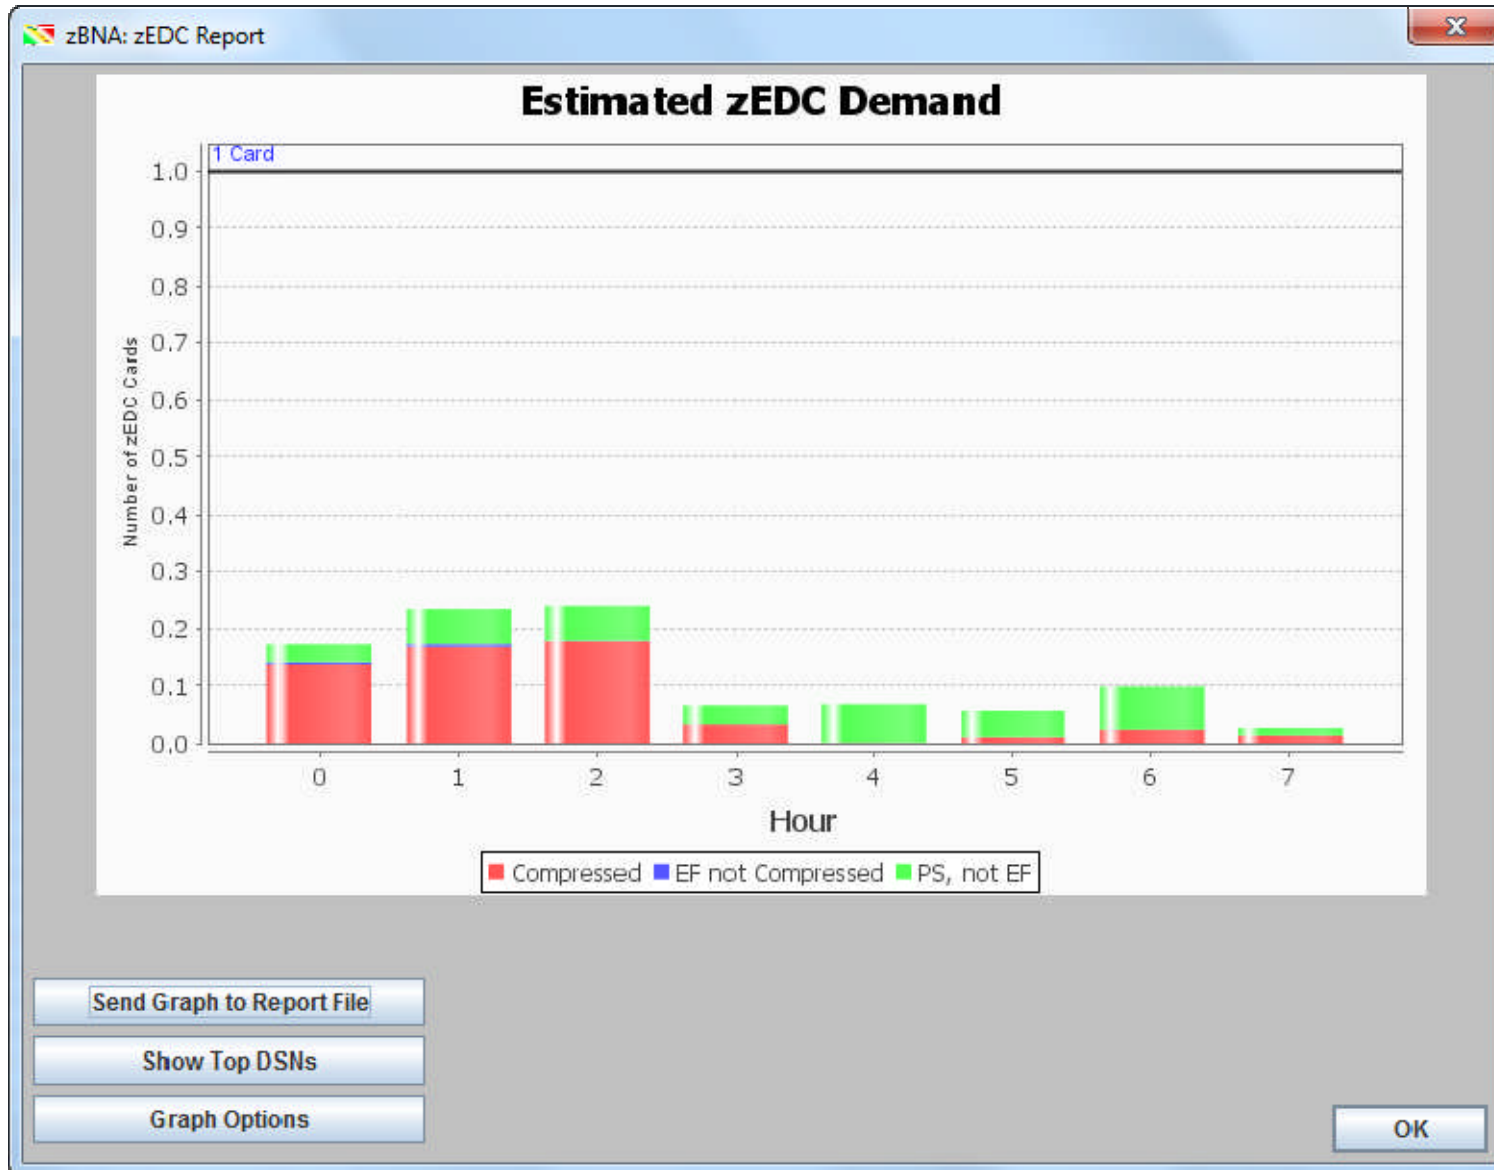 zBNA: zEDC Report
Estimated zEDC Demand
1 Card
1.0
0.9
0.8
0.7
0.6
0.5
0.4
0.3
0.2
0.1
0.0
Number of zEDC Cards
0 1 2 3 4 5 6 7
Hour
Compressed EF not Compressed PS, not EF
Send Graph to Report File
Show Top DSNs
Graph Options
OK